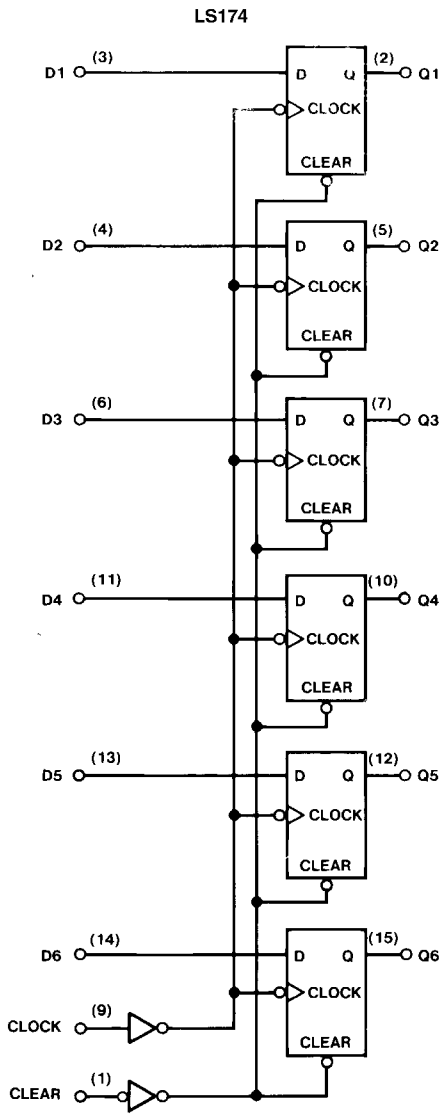 LS174
D1 (3) D Q (2) Q1
CLOCK
CLEAR
D2 (4) D Q (5) Q2
CLOCK
CLEAR
D3 (6) D Q (7) Q3
CLOCK
CLEAR
D4 (11) D Q (10) Q4
CLOCK
CLEAR
D5 (13) D Q (12) Q5
CLOCK
CLEAR
D6 (14) D Q (15) Q6
CLOCK
CLOCK (9)
CLEAR
CLEAR (1)